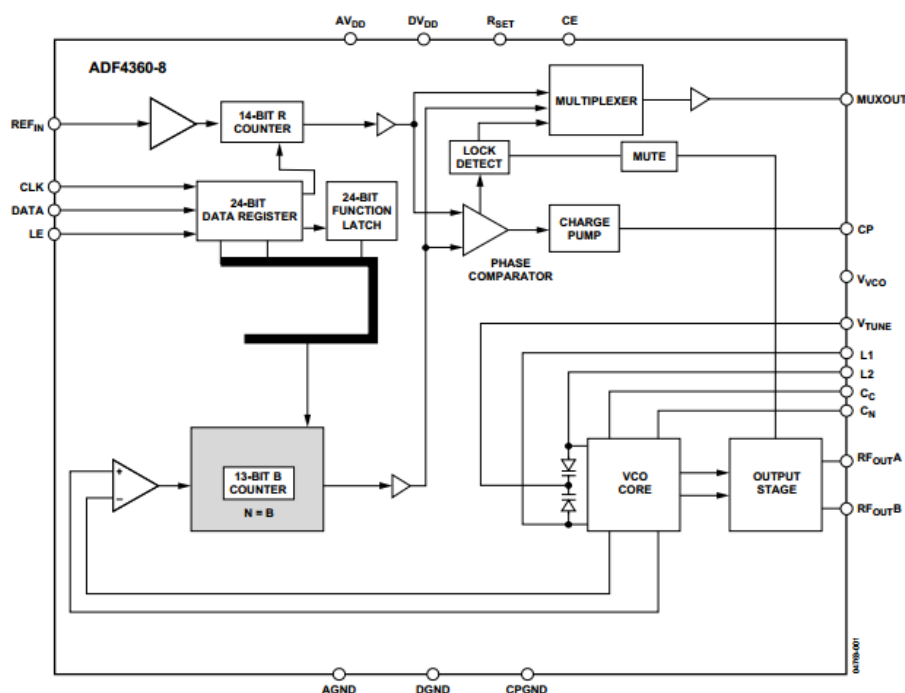 AVDD DVDD RSET CE
ADF4360-8
REFIN
14-BIT R
COUNTER
MULTIPLEXER
MUXOUT
LOCK
DETECT
MUTE
CLK
DATA
LE
24-BIT
DATA REGISTER
24-BIT
FUNCTION
LATCH
PHASE
COMPARATOR
CHARGE
PUMP
CP
VVCO
VTUNE
L1
L2
CC
CN
+
−
13-BIT B
COUNTER
N = B
VCO
CORE
OUTPUT
STAGE
RFOUTA
RFOUTB
AGND DGND CPGND
04763-001